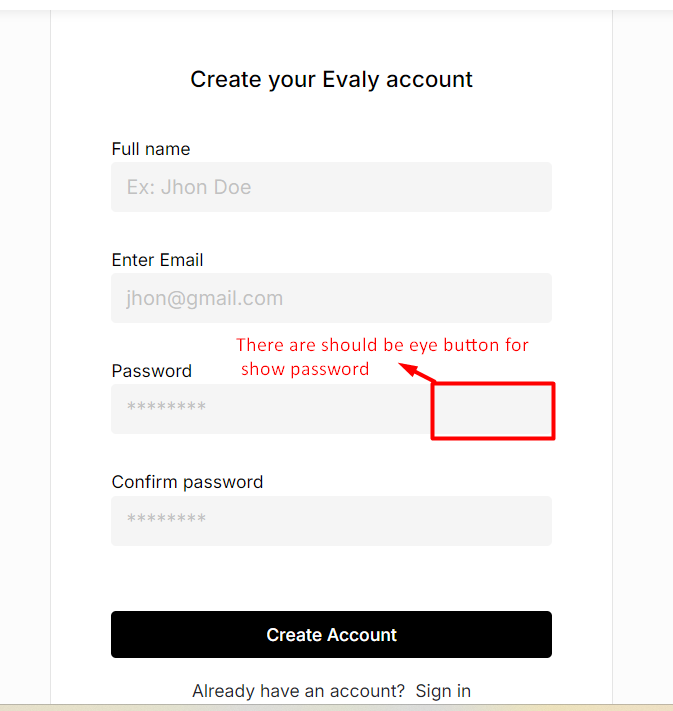 Create your Evaly account
Full name
Ex: Jhon Doe
Enter Email
jhon@gmail.com
There are should be eye button for
show password
Password
********
Confirm password
********
Create Account
Already have an account? Sign in